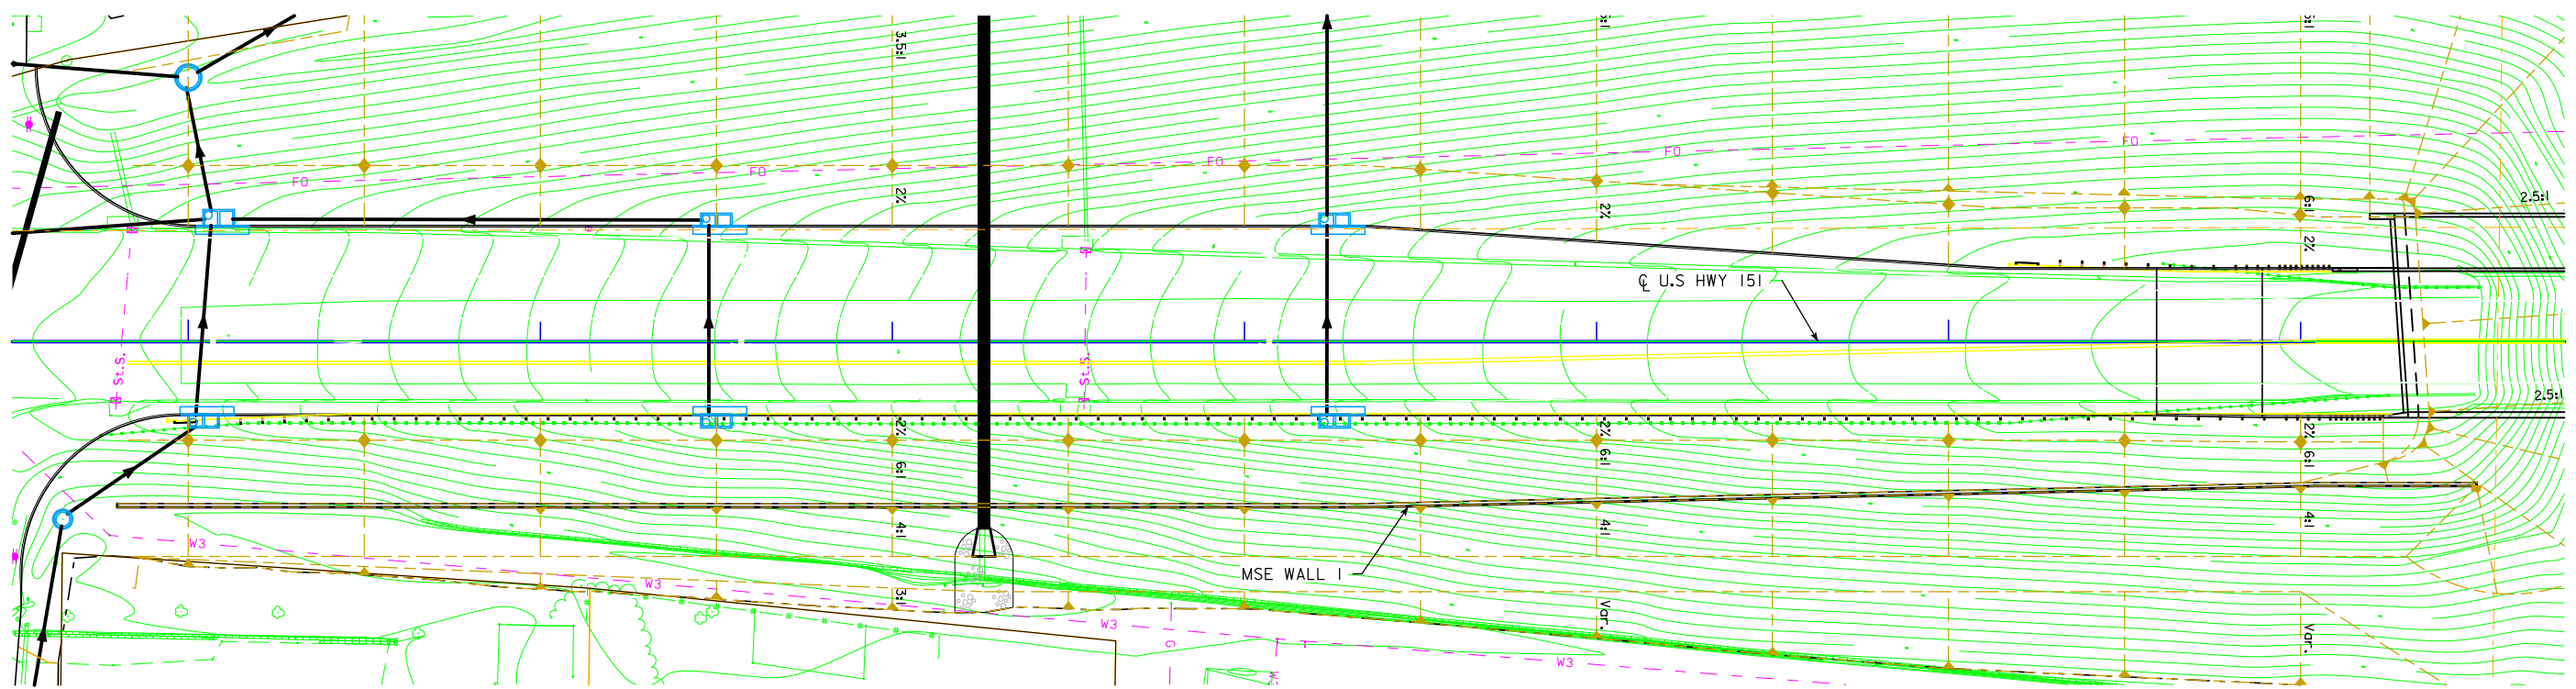 3.5:1
FO
FO
FO
FO
FO
2%
2%
6:1
2.5:1
2%
℄ U.S HWY 151
St.S.
St.S.
2.5:1
2%
2%
2%
6:1
6:1
6:1
4:1
4:1
4:1
W3
MSE WALL 1
W3
3:1
W3
Var.
Var.
G
W3